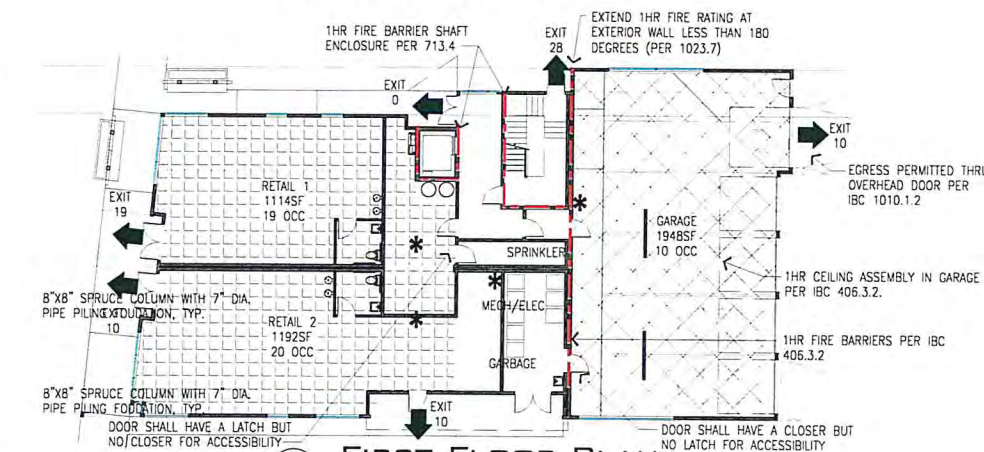 1HR FIRE BARRIER SHAFT
ENCLOSURE PER 713.4
EXIT
28
EXTEND 1HR FIRE RATING AT
EXTERIOR WALL LESS THAN 180
DEGREES (PER 1023.7)
EXIT
0
EXIT
10
EGRESS PERMITTED THRU
OVERHEAD DOOR PER
IBC 1010.1.2
RETAIL 1
1114SF
19 OCC
EXIT
19
*
*
GARAGE
1948SF
10 OCC
SPRINKLER
1HR CEILING ASSEMBLY IN GARAGE
PER IBC 406.3.2.
*
MECH/ELEC
8"X8" SPRUCE COLUMN WITH 7" DIA.
PIPE PILING FOUDATION, TYP.
EXIT
10
RETAIL 2
1192SF
20 OCC
*
1HR FIRE BARRIERS PER IBC
406.3.2
GARBAGE
8"X8" SPRUCE COLUMN WITH 7" DIA.
PIPE PILING FOUDATION, TYP.
EXIT
10
DOOR SHALL HAVE A LATCH BUT
NO CLOSER FOR ACCESSIBILITY
DOOR SHALL HAVE A CLOSER BUT
NO LATCH FOR ACCESSIBILITY
FIRST FLOOR PLAN